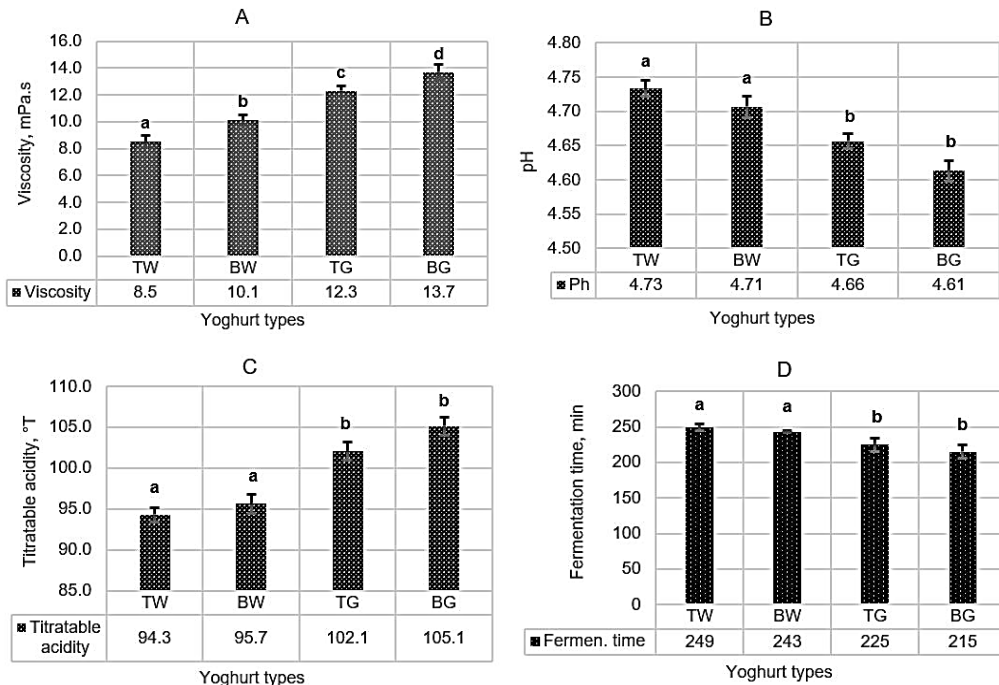 A
16.0
14.0
12.0
10.0
8.0
6.0
4.0
2.0
0.0
Viscosity, mPa.s
a
b
c
d
TW BW TG BG
Viscosity 8.5 10.1 12.3 13.7
Yoghurt types
B
4.80
4.75
4.70
4.65
4.60
4.55
4.50
pH
a
a
b
b
TW BW TG BG
Ph 4.73 4.71 4.66 4.61
Yoghurt types
C
110.0
105.0
100.0
95.0
90.0
85.0
Titratable acidity, °T
a
a
b
b
TW BW TG BG
Titratable
acidity 94.3 95.7 102.1 105.1
Yoghurt types
D
300
250
200
150
100
50
0
Fermentation time, min
a
a
b
b
TW BW TG BG
Fermen. time 249 243 225 215
Yoghurt types